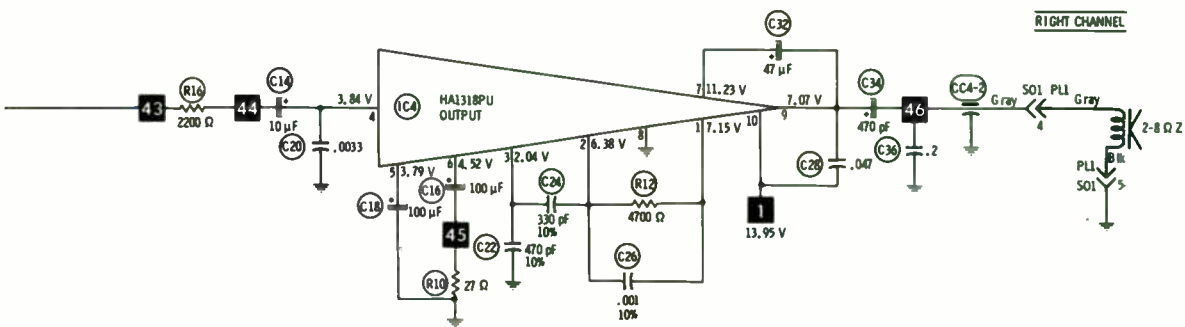 RIGHT CHANNEL
C32
47 µF
7 11.23 V
C14
R16
43
44
2200 Ω
10 µF
C20
.0033
3.84 V
4
IC4
HA1318PU
OUTPUT
7.07 V
9
10
1
7.15 V
8
2
6.38 V
3
2.04 V
6
4.52 V
5
3.79 V
C34
470 pF
46
C36
.2
CC4-2
Gray
SO1 PL1
4
Gray
2-8 Ω Z
Blk
PL1
SO1
5
C28
.047
1
13.95 V
C18
100 µF
C16
100 µF
45
R10
27 Ω
C24
330 pF
10%
C22
470 pF
10%
R12
4700 Ω
C26
.001
10%